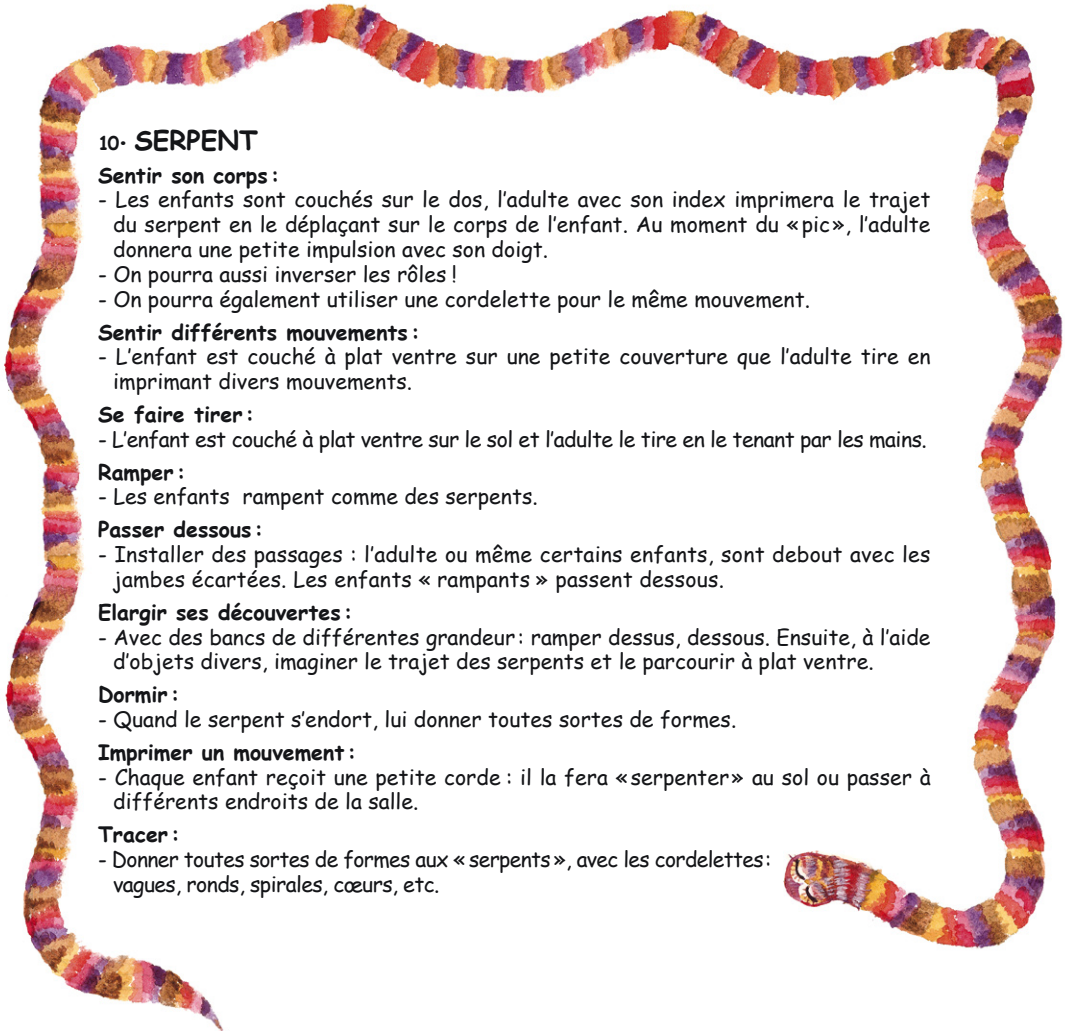 10• SERPENT
Sentir son corps :
- Les enfants sont couchés sur le dos, l'adulte avec son index imprimera le trajet
du serpent en le déplaçant sur le corps de l'enfant. Au moment du «pic», l'adulte
donnera une petite impulsion avec son doigt.
- On pourra aussi inverser les rôles !
- On pourra également utiliser une cordelette pour le même mouvement.
Sentir différents mouvements :
- L'enfant est couché à plat ventre sur une petite couverture que l'adulte tire en
imprimant divers mouvements.
Se faire tirer :
- L'enfant est couché à plat ventre sur le sol et l'adulte le tire en le tenant par les mains.
Ramper :
- Les enfants rampent comme des serpents.
Passer dessous :
- Installer des passages : l'adulte ou même certains enfants, sont debout avec les
jambes écartées. Les enfants « rampants » passent dessous.
Elargir ses découvertes :
- Avec des bancs de différentes grandeur : ramper dessus, dessous. Ensuite, à l'aide
d'objets divers, imaginer le trajet des serpents et le parcourir à plat ventre.
Dormir :
- Quand le serpent s'endort, lui donner toutes sortes de formes.
Imprimer un mouvement :
- Chaque enfant reçoit une petite corde : il la fera «serpenter» au sol ou passer à
différents endroits de la salle.
Tracer :
- Donner toutes sortes de formes aux «serpents», avec les cordelettes :
vagues, ronds, spirales, cœurs, etc.